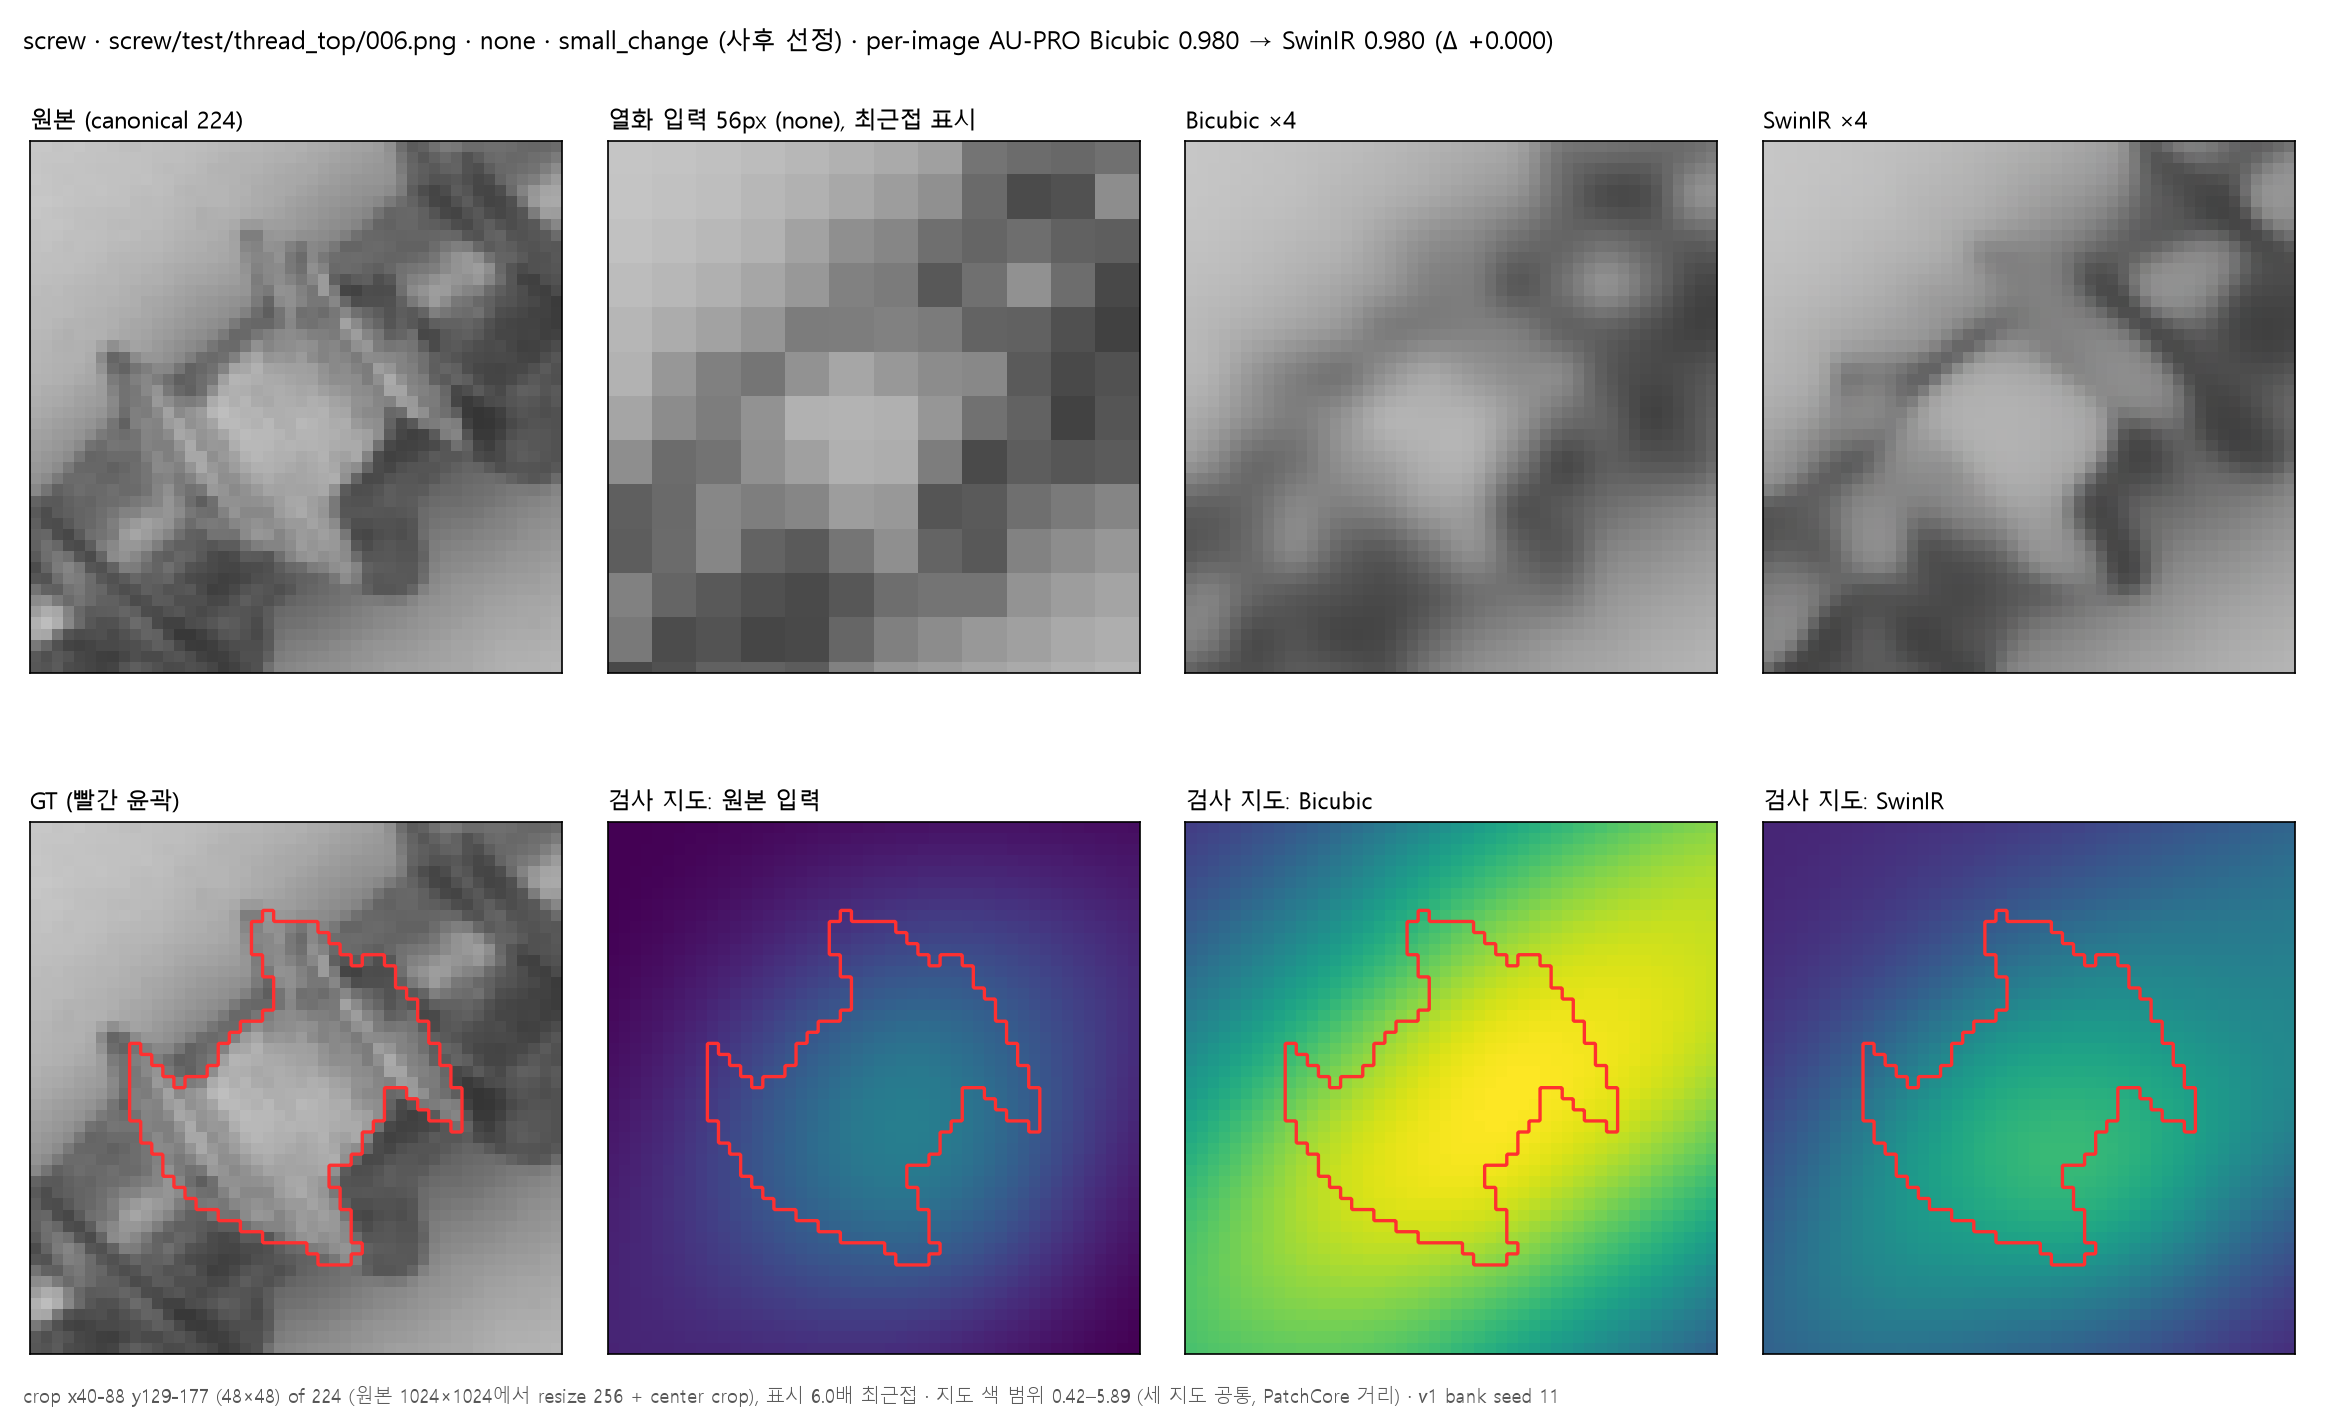 screw · screw/test/thread_top/006.png · none · small_change (사후 선정) · per-image AU-PRO Bicubic 0.980 → SwinIR 0.980 (Δ +0.000)
원본 (canonical 224)
열화 입력 56px (none), 최근접 표시
Bicubic ×4
SwinIR ×4
GT (빨간 윤곽)
검사 지도: 원본 입력
검사 지도: Bicubic
검사 지도: SwinIR
crop x40-88 y129-177 (48×48) of 224 (원본 1024×1024에서 resize 256 + center crop), 표시 6.0배 최근접 · 지도 색 범위 0.42–5.89 (세 지도 공통, PatchCore 거리) · v1 bank seed 11